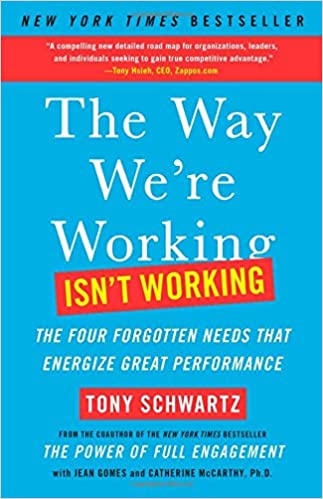 NEW YORK TIMES BESTSELLER
"A compelling new detailed road map for organizations, leaders,
and individuals seeking to gain true competitive advantage."
—Tony Hsieh, CEO, Zappos.com
The Way
We're
Working
ISN'T WORKING
THE FOUR FORGOTTEN NEEDS THAT
ENERGIZE GREAT PERFORMANCE
TONY SCHWARTZ
FROM THE COAUTHOR OF THE NEW YORK TIMES BESTSELLER
THE POWER OF FULL ENGAGEMENT
with JEAN GOMES and CATHERINE McCARTHY, Ph.D.